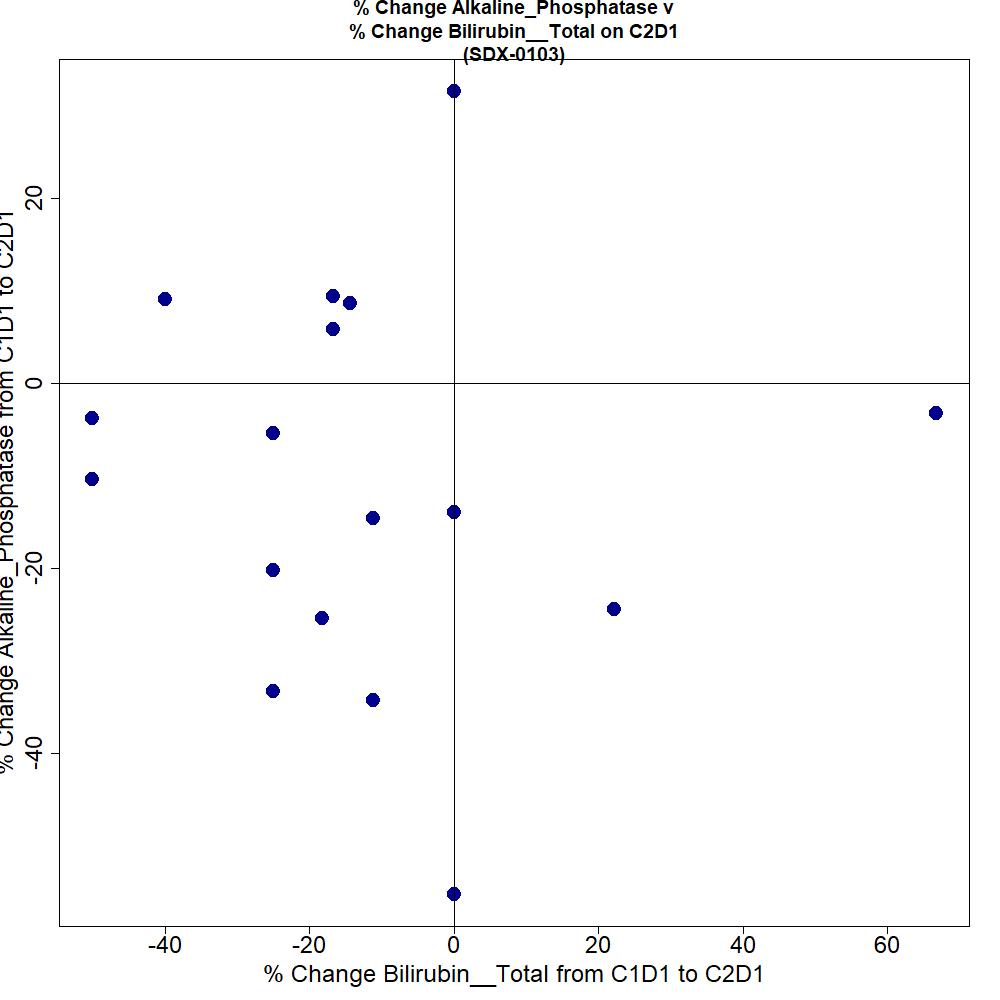 % Change Alkaline_Phosphatase v
% Change Bilirubin__Total on C2D1
(SDX-0103)
% Change Alkaline_Phosphatase from C1D1 to C2D1
20
0
-20
-40
-40
-20
0
20
40
60
% Change Bilirubin__Total from C1D1 to C2D1